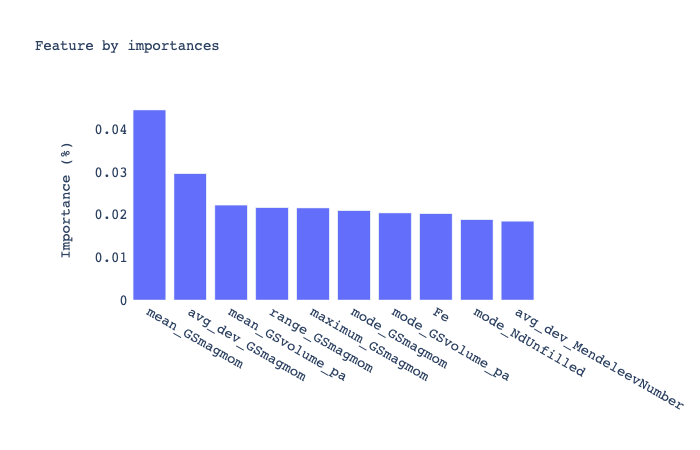 Feature by importances
Importance (%)
0.04
0.03
0.02
0.01
0
mean_GSmagmom
avg_dev_GSmagmom
mean_GSvolume_pa
range_GSmagmom
maximum_GSmagmom
mode_GSmagmom
mode_GSvolume_pa
Fe
mode_NdUnfilled
avg_dev_MendeleevNumber